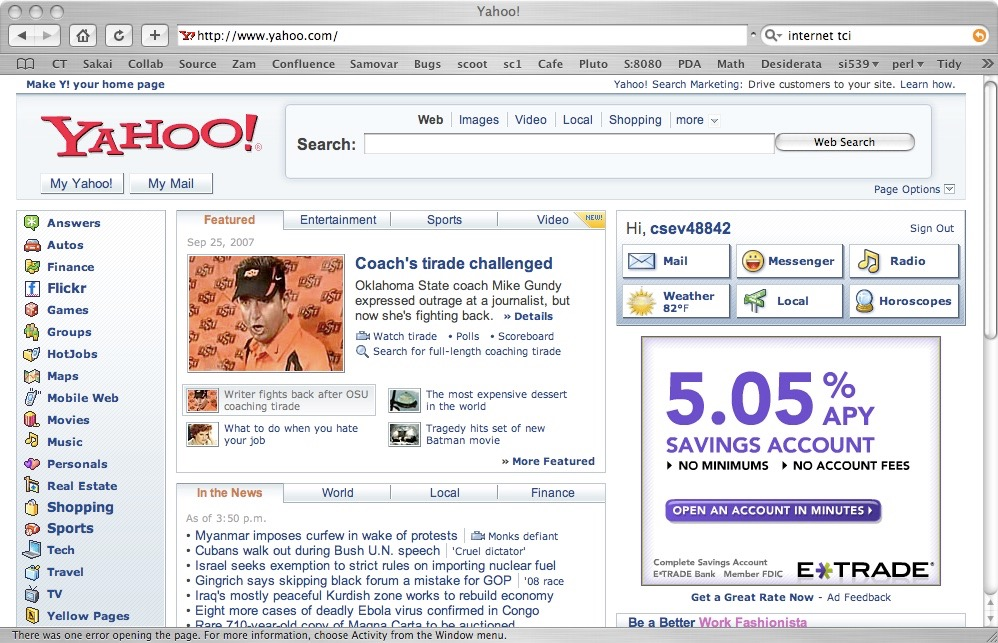 Yahoo!
http://www.yahoo.com/
internet tci
CT Sakai Collab Source Zam Confluence Samovar Bugs scoot sc1 Cafe Pluto S:8080 PDA Math Desiderata si539 perl Tidy
Make Y! your home page
Yahoo! Search Marketing: Drive customers to your site. Learn how.
YAHOO!
Web Images Video Local Shopping more
Search:
Web Search
My Yahoo! My Mail
Page Options
Answers
Autos
Finance
Flickr
Games
Groups
HotJobs
Maps
Mobile Web
Movies
Music
Personals
Real Estate
Shopping
Sports
Tech
Travel
TV
Yellow Pages
Featured Entertainment Sports Video NEW!
Sep 25, 2007
Coach's tirade challenged
Oklahoma State coach Mike Gundy
expressed outrage at a journalist, but
now she's fighting back. » Details
Watch tirade • Polls • Scoreboard
Search for full-length coaching tirade
Writer fights back after OSU
coaching tirade
The most expensive dessert
in the world
What to do when you hate
your job
Tragedy hits set of new
Batman movie
» More Featured
In the News World Local Finance
As of 3:50 p.m.
• Myanmar imposes curfew in wake of protests | Monks defiant
• Cubans walk out during Bush U.N. speech | 'Cruel dictator'
• Israel seeks exemption to strict rules on importing nuclear fuel
• Gingrich says skipping black forum a mistake for GOP | '08 race
• Iraq's mostly peaceful Kurdish zone works to rebuild economy
• Eight more cases of deadly Ebola virus confirmed in Congo
• Rare 710-year-old copy of Magna Carta to be auctioned
Hi, csev48842
Sign Out
Mail Messenger Radio
Weather
82°F
Local Horoscopes
5.05% APY
SAVINGS ACCOUNT
NO MINIMUMS NO ACCOUNT FEES
OPEN AN ACCOUNT IN MINUTES
Complete Savings Account
E*TRADE Bank Member FDIC
E*TRADE
Get a Great Rate Now - Ad Feedback
Be a Better Work Fashionista
There was one error opening the page. For more information, choose Activity from the Window menu.